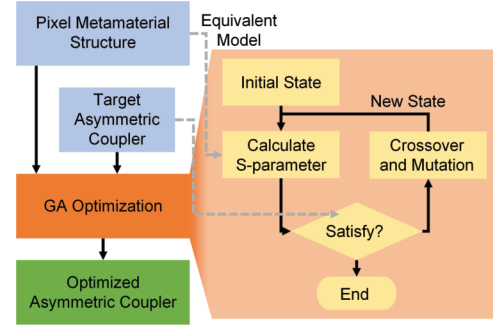 Pixel Metamaterial
Structure
Equivalent
Model
Target
Asymmetric
Coupler
GA Optimization
Optimized
Asymmetric Coupler
Initial State
New State
Calculate
S-parameter
Crossover
and Mutation
Satisfy?
End